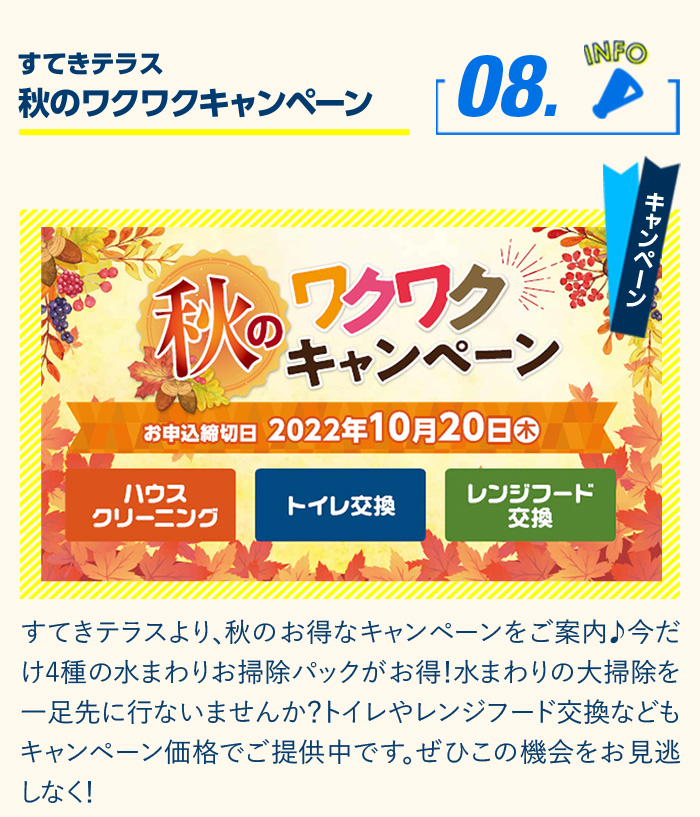 すてきテラス
秋のワクワクキャンペーン
08.
INFO
キャンペーン
秋の
ワクワク
キャンペーン
お申込締切日 2022年10月20日木
ハウス
クリーニング
トイレ交換
レンジフード
交換
すてきテラスより、秋のお得なキャンペーンをご案内♪今だ
け4種の水まわりお掃除パックがお得!水まわりの大掃除を
一足先に行ないませんか?トイレやレンジフード交換なども
キャンペーン価格でご提供中です。ぜひこの機会をお見逃
しなく!